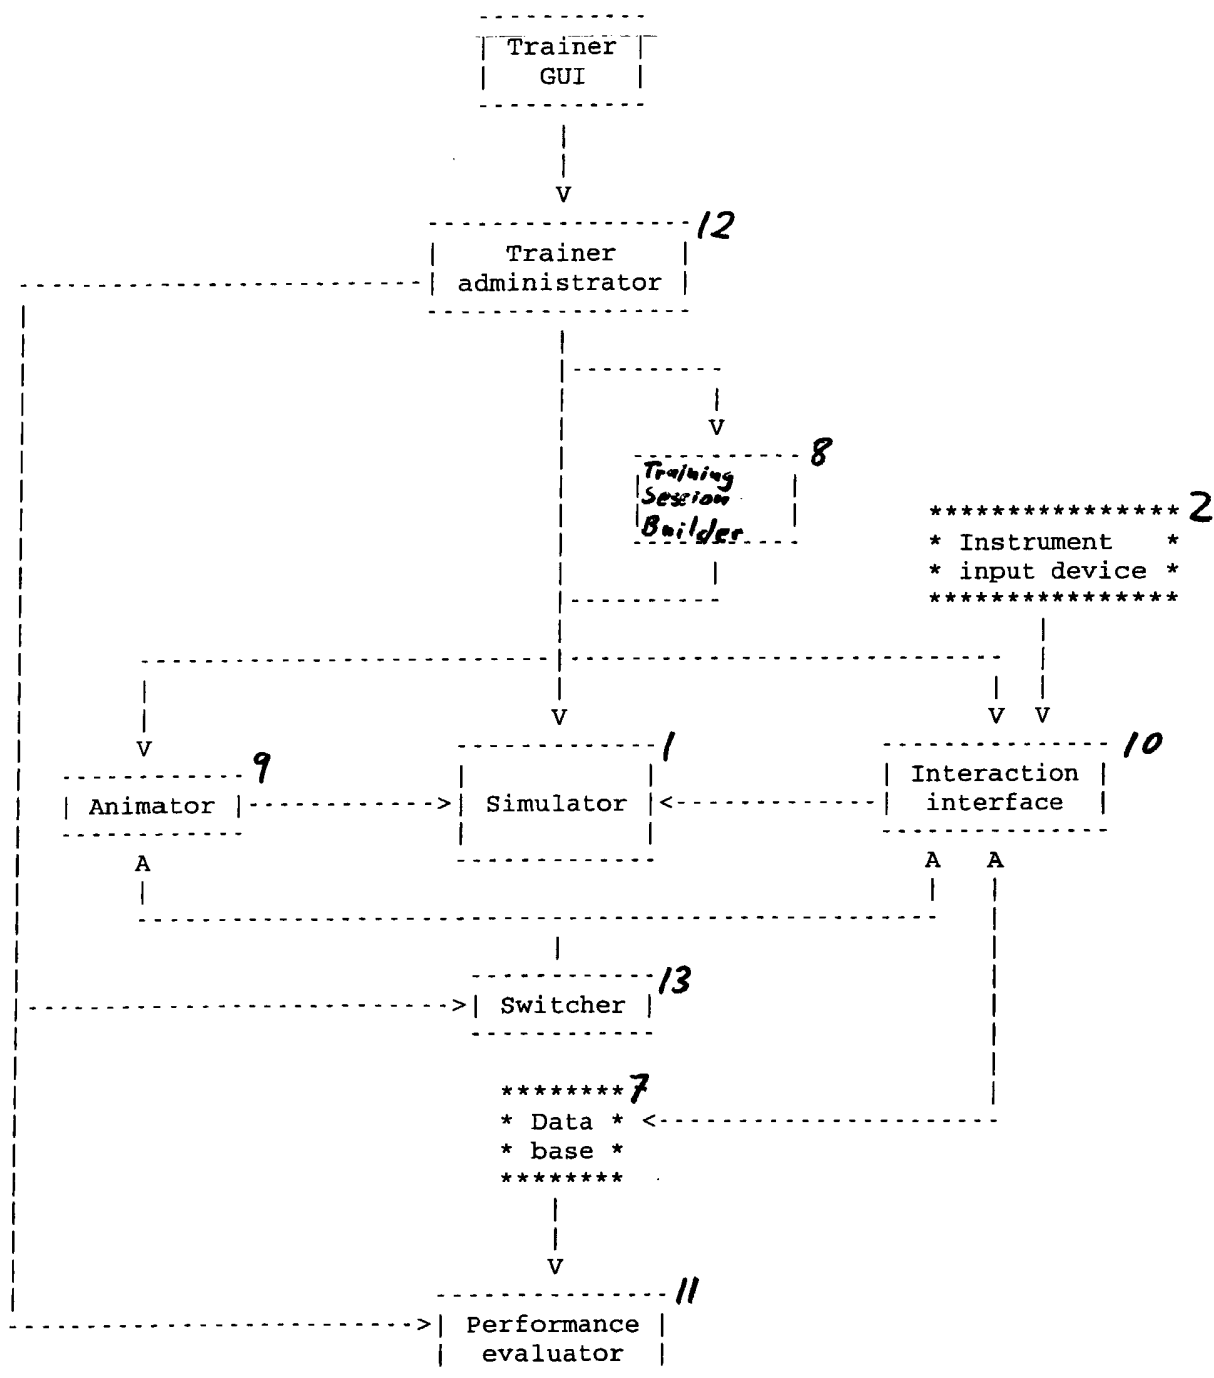 Trainer
GUI
12
Trainer
administrator
8
Training
Session
Builder
2
Instrument
input device
9
Animator
1
Simulator
10
Interaction
interface
13
Switcher
7
Data
base
11
Performance
evaluator